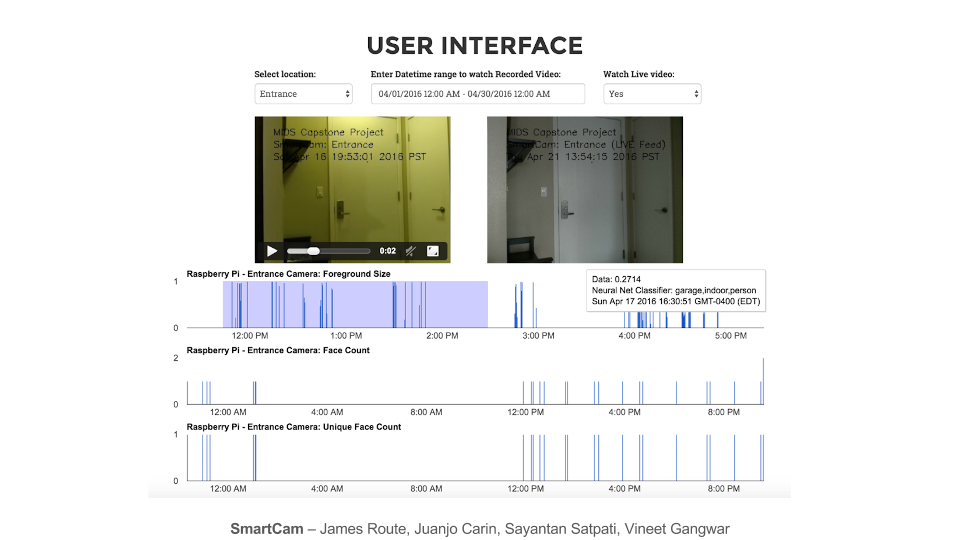 USER INTERFACE
Select location:
Enter Datetime range to watch Recorded Video:
Watch Live video:
Entrance
04/01/2016 12:00 AM - 04/30/2016 12:00 AM
Yes
MIDS Capstone Project
Entrance
16 19:53:01 2016 PST
0:02
MIDS Capstone Project
SmartCam: Entrance (LIVE Feed)
Apr 21 13:54:15 2016 PST
Raspberry Pi - Entrance Camera: Foreground Size
Data: 0.2714
Neural Net Classifier: garage,indoor,person
Sun Apr 17 2016 16:30:51 GMT-0400 (EDT)
1
0
12:00 PM 1:00 PM 2:00 PM 3:00 PM 4:00 PM 5:00 PM
Raspberry Pi - Entrance Camera: Face Count
2
0
12:00 AM 4:00 AM 8:00 AM 12:00 PM 4:00 PM 8:00 PM
Raspberry Pi - Entrance Camera: Unique Face Count
1
0
12:00 AM 4:00 AM 8:00 AM 12:00 PM 4:00 PM 8:00 PM
SmartCam – James Route, Juanjo Carin, Sayantan Satpati, Vineet Gangwar